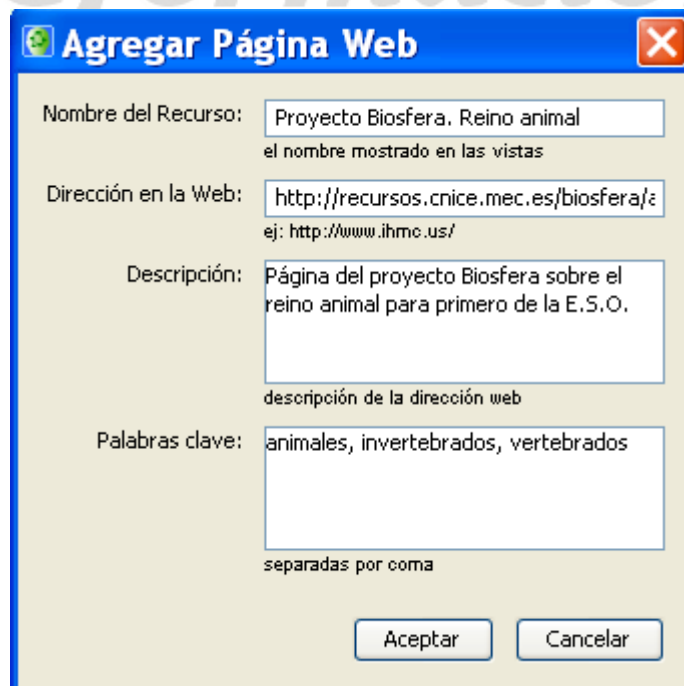 Agregar Página Web
Nombre del Recurso: Proyecto Biosfera. Reino animal
el nombre mostrado en las vistas
Dirección en la Web: http://recursos.cnice.mec.es/biosfera/a
ej: http://www.ihmc.us/
Descripción: Página del proyecto Biosfera sobre el
reino animal para primero de la E.S.O.
descripción de la dirección web
Palabras clave: animales, invertebrados, vertebrados
separadas por coma
Aceptar Cancelar